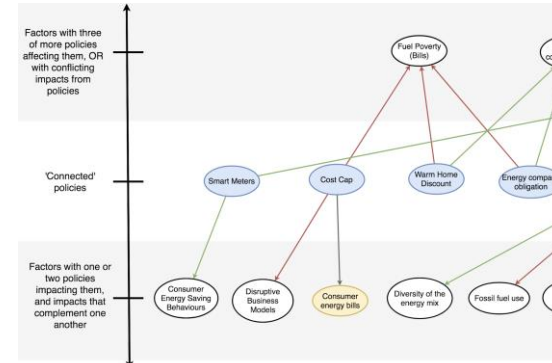 Factors with three
of more policies
affecting them, OR
with conflicting
impacts from
policies
Fuel Poverty
(Bills)
'Connected'
policies
Smart Meters
Cost Cap
Warm Home
Discount
Energy compa
obligation
Factors with one or
two policies
impacting them,
and impacts that
complement one
another
Consumer
Energy Saving
Behaviours
Disruptive
Business
Models
Consumer
energy bills
Diversity of the
energy mix
Fossil fuel use